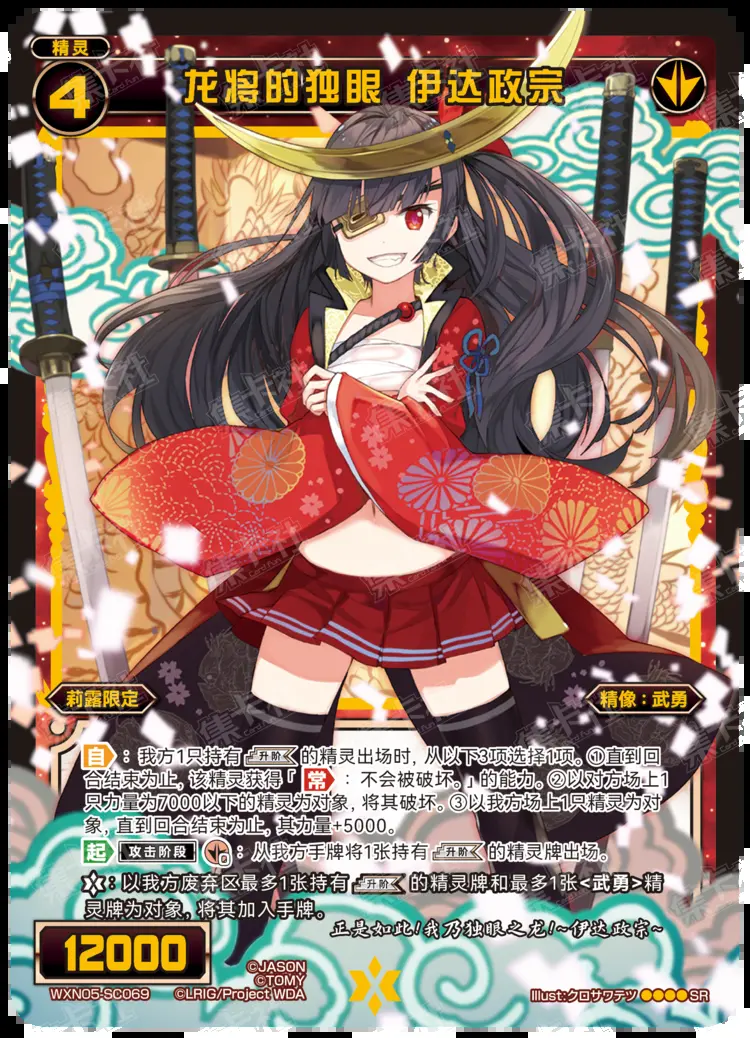 精灵
4
龙将的独眼 伊达政宗
莉露限定
精像：武勇
自：我方1只持有 升阶 的精灵出场时，从以下3项选择1项。①直到回
合结束为止，该精灵获得「常：不会被破坏。」的能力。②以对方场上1
只力量为7000以下的精灵为对象，将其破坏。③以我方场上1只精灵为对
象，直到回合结束为止，其力量+5000。
起 攻击阶段 0：从我方手牌将1张持有 升阶 的精灵牌出场。
：以我方废弃区最多1张持有 升阶 的精灵牌和最多1张<武勇>精
灵牌为对象，将其加入手牌。
正是如此!我乃独眼之龙!~伊达政宗~
12000
©JASON
©TOMY
WXN05-SC069 ©LRIG/Project WDA
Illust:クロサワテツ SR
集卡社